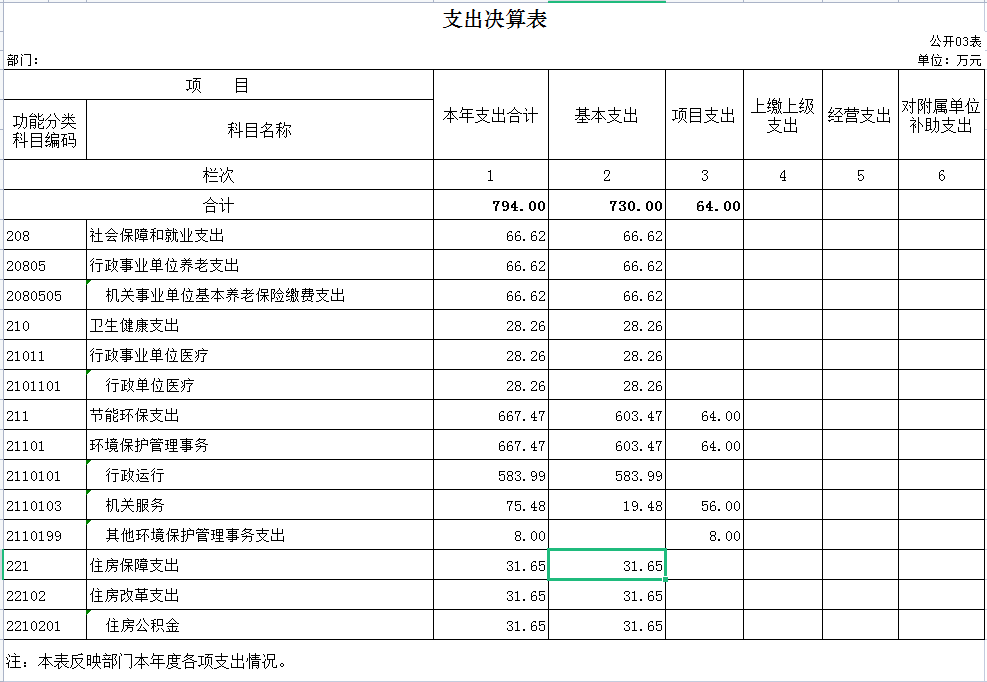 支出决算表
公开03表
部门：
单位：万元
项 目
本年支出合计
基本支出
项目支出
上缴上级
支出
经营支出
对附属单位
补助支出
功能分类
科目编码
科目名称
栏次 1 2 3 4 5 6
合计 794.00 730.00 64.00
208 社会保障和就业支出 66.62 66.62
20805 行政事业单位养老支出 66.62 66.62
2080505 机关事业单位基本养老保险缴费支出 66.62 66.62
210 卫生健康支出 28.26 28.26
21011 行政事业单位医疗 28.26 28.26
2101101 行政单位医疗 28.26 28.26
211 节能环保支出 667.47 603.47 64.00
21101 环境保护管理事务 667.47 603.47 64.00
2110101 行政运行 583.99 583.99
2110103 机关服务 75.48 19.48 56.00
2110199 其他环境保护管理事务支出 8.00 8.00
221 住房保障支出 31.65 31.65
22102 住房改革支出 31.65 31.65
2210201 住房公积金 31.65 31.65
注：本表反映部门本年度各项支出情况。